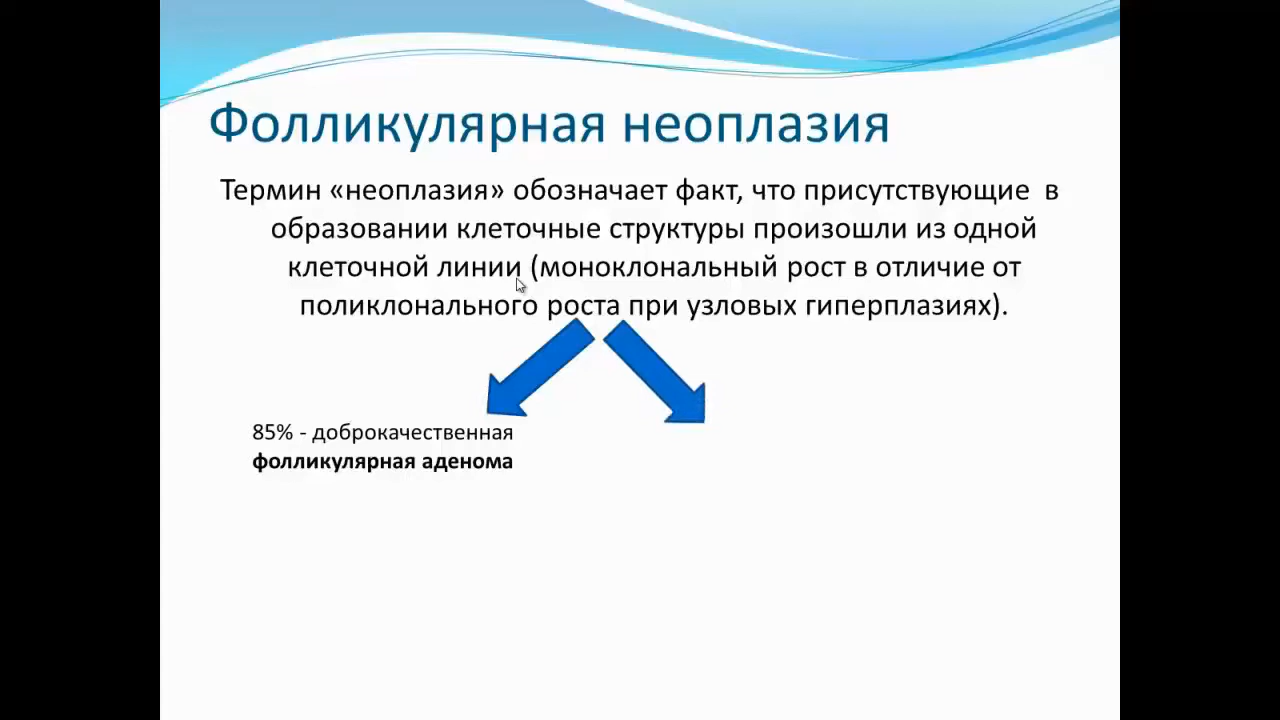 Фолликулярная неоплазия
Термин «неоплазия» обозначает факт, что присутствующие в
образовании клеточные структуры произошли из одной
клеточной линии (моноклональный рост в отличие от
поликлонального роста при узловых гиперплазиях).
85% - доброкачественная
фолликулярная аденома